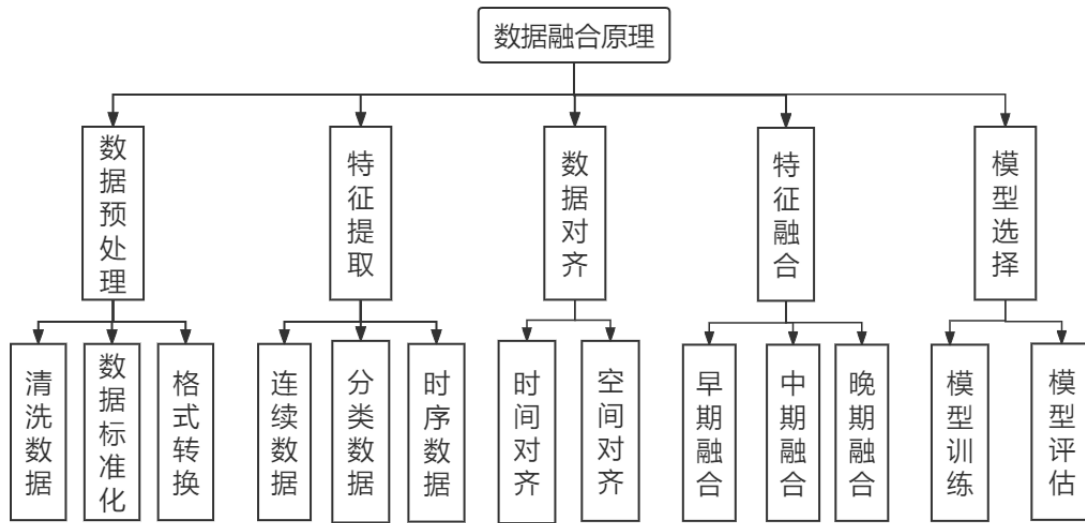 数据融合原理
数据预处理
特征提取
数据对齐
特征融合
模型选择
清洗数据
数据标准化
格式转换
连续数据
分类数据
时序数据
时间对齐
空间对齐
早期融合
中期融合
晚期融合
模型训练
模型评估